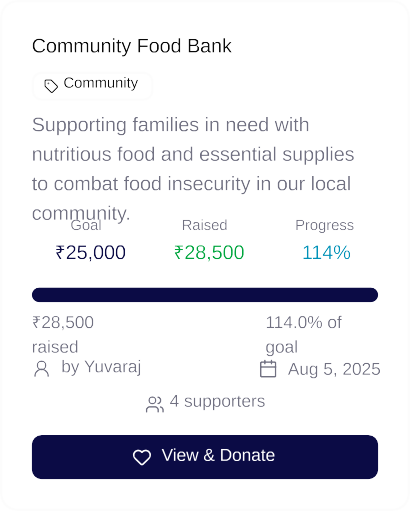 Community Food Bank
Community
Supporting families in need with
nutritious food and essential supplies
to combat food insecurity in our local
community.
Goal Raised Progress
₹25,000 ₹28,500 114%
₹28,500 raised
114.0% of goal
by Yuvaraj Aug 5, 2025
4 supporters
View & Donate